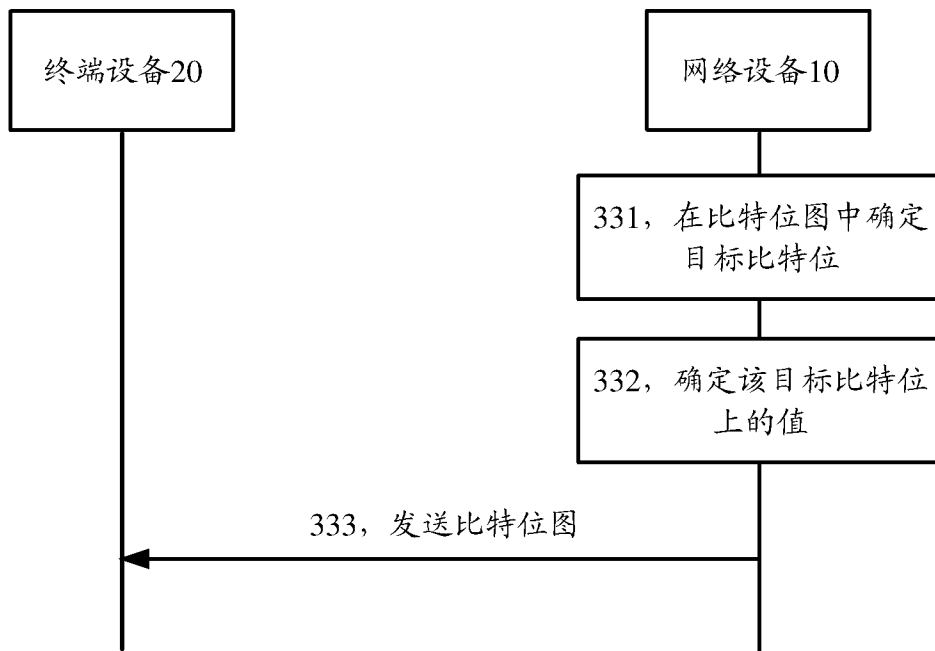 终端设备20
网络设备10
331，在比特位图中确定
目标比特位
332，确定该目标比特位
上的值
333，发送比特位图